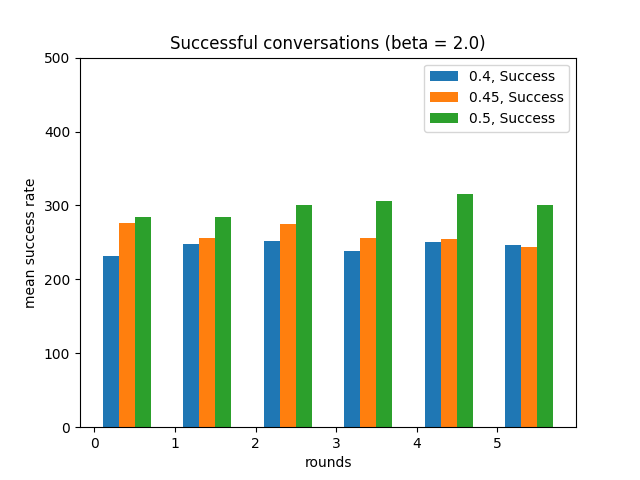 Successful conversations (beta = 2.0)
500
400
300
200
100
0
mean success rate
0.4, Success
0.45, Success
0.5, Success
0 1 2 3 4 5
rounds